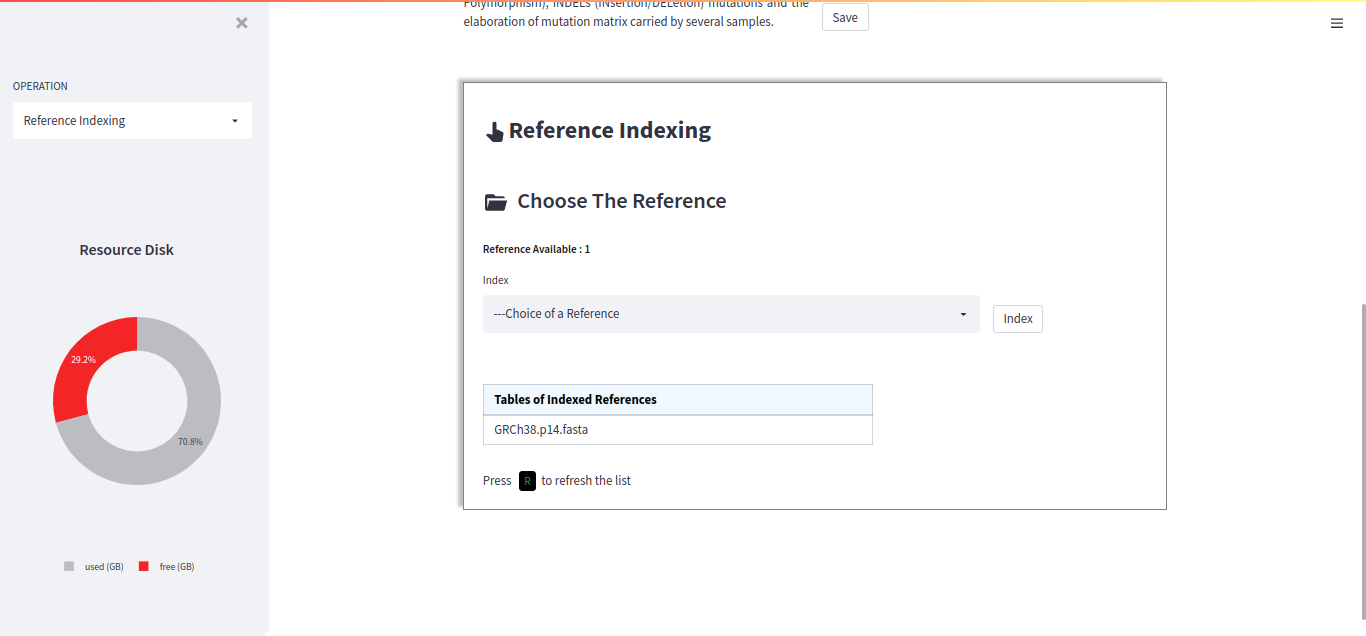 Polymorphism), INDELs (INsertion/DELetion) mutations and the
elaboration of mutation matrix carried by several samples.
Save
OPERATION
Reference Indexing
Resource Disk
29.2%
70.8%
used (GB)
free (GB)
Reference Indexing
Choose The Reference
Reference Available : 1
Index
---Choice of a Reference
Index
Tables of Indexed References
GRCh38.p14.fasta
Press R to refresh the list